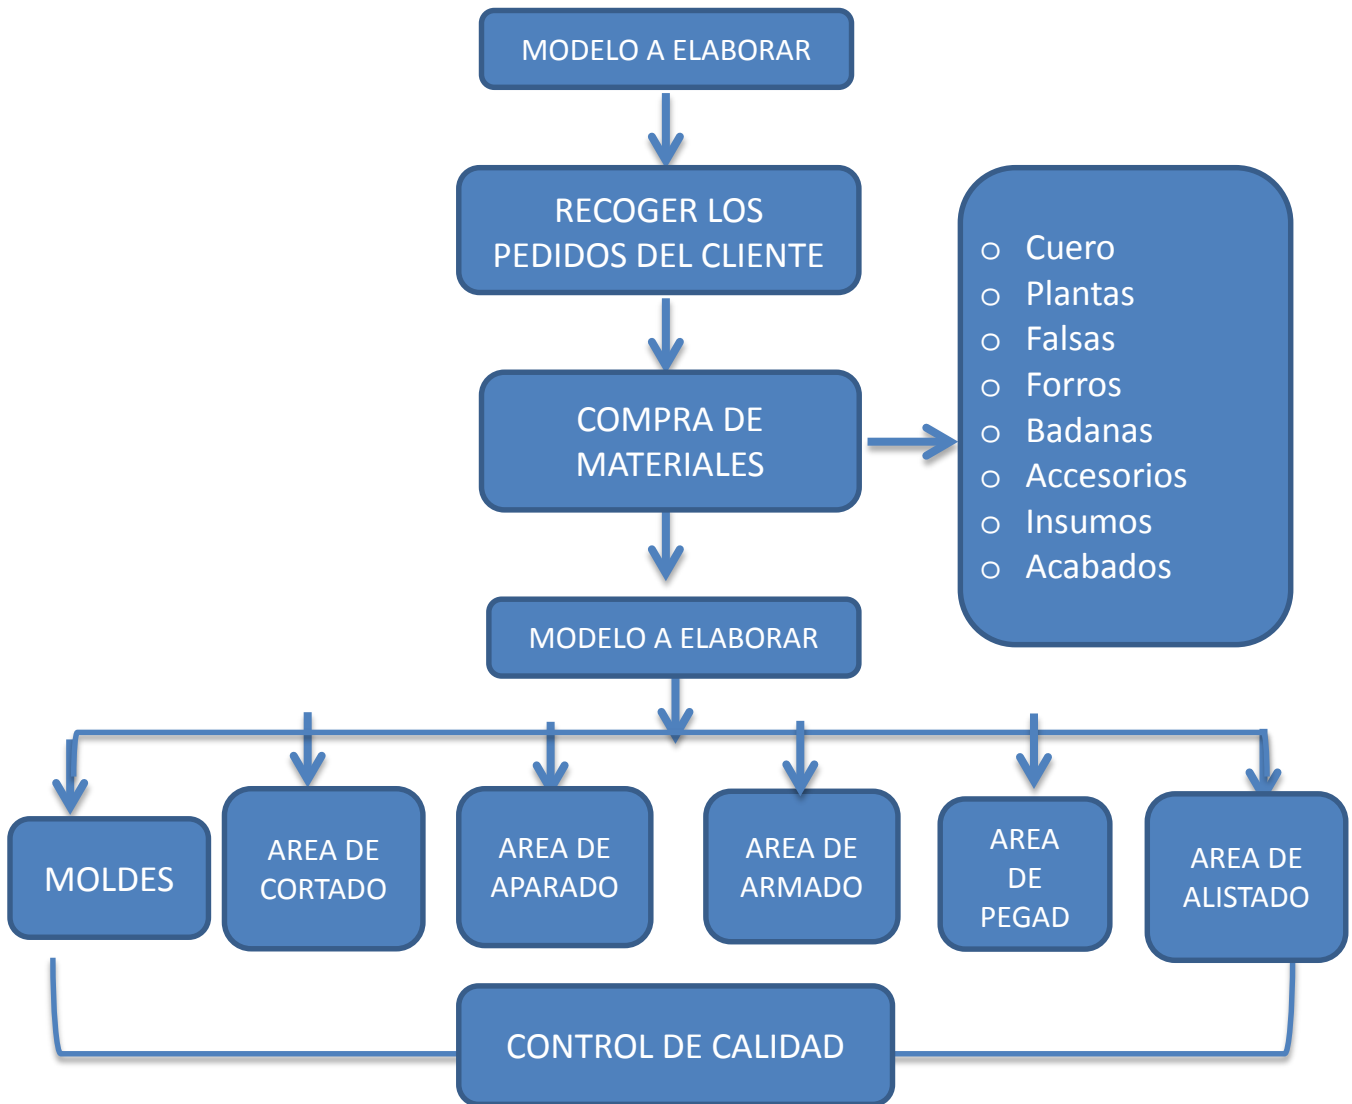 MODELO A ELABORAR
RECOGER LOS
PEDIDOS DEL CLIENTE
COMPRA DE
MATERIALES
o Cuero
o Plantas
o Falsas
o Forros
o Badanas
o Accesorios
o Insumos
o Acabados
MODELO A ELABORAR
MOLDES
AREA DE
CORTADO
AREA DE
APARADO
AREA DE
ARMADO
AREA
DE
PEGAD
AREA DE
ALISTADO
CONTROL DE CALIDAD